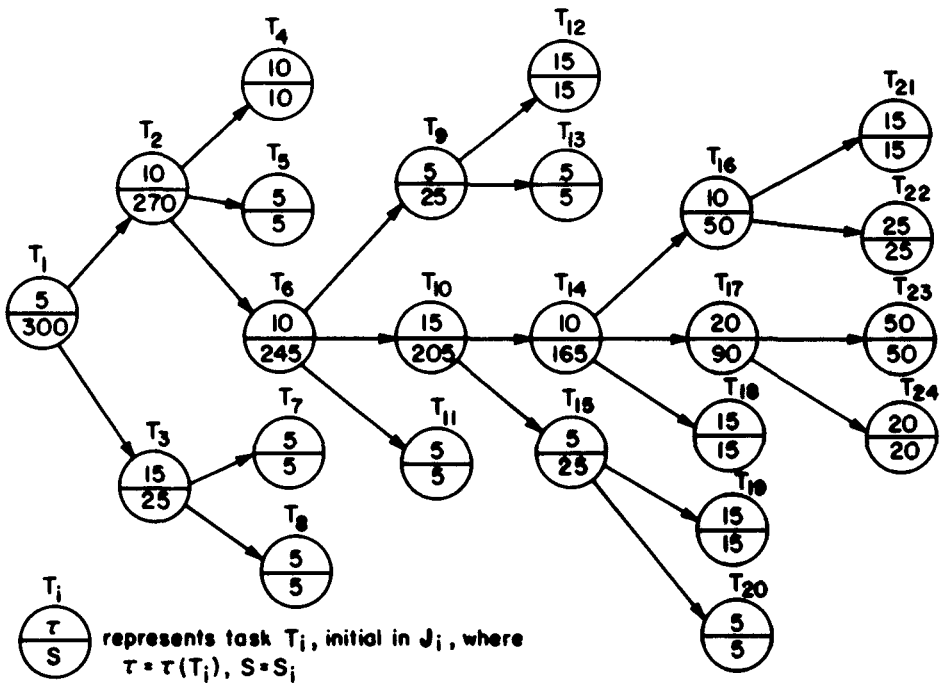 T₁
5
300
T₂
10
270
T₃
15
25
T₄
10
10
T₅
5
5
T₆
10
245
T₇
5
5
T₈
5
5
T₉
5
25
T₁₀
15
205
T₁₁
5
5
T₁₂
15
15
T₁₃
5
5
T₁₄
10
165
T₁₅
5
25
T₁₆
10
50
T₁₇
20
90
T₁₈
15
15
T₁₉
15
15
T₂₀
5
5
T₂₁
15
15
T₂₂
25
25
T₂₃
50
50
T₂₄
20
20
Tᵢ
τ
S
represents task Tᵢ, initial in Jᵢ, where
τ = τ(Tᵢ), S = Sᵢ